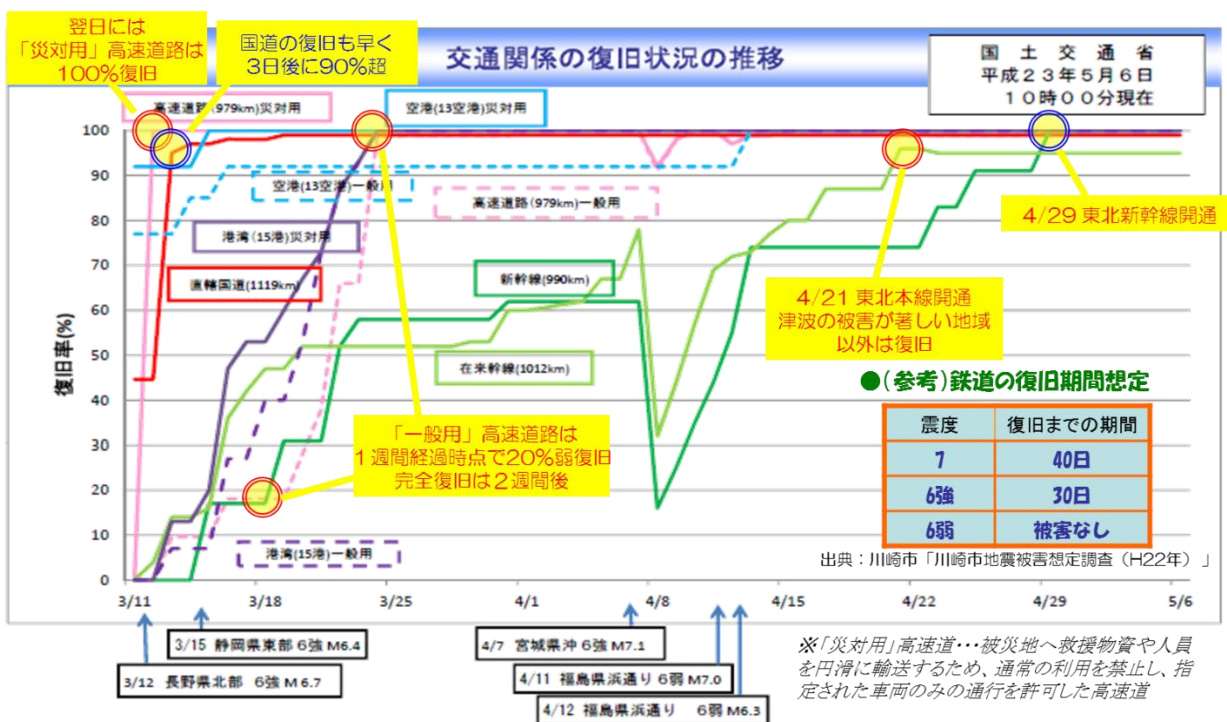 翌日には
「災対用」高速道路は
100%復旧
国道の復旧も早く
3日後に90%超
交通関係の復旧状況の推移
国土交通省
平成23年5月6日
10時00分現在
高速道路(979km)災対用
空港(13空港)災対用
空港(13空港)一般用
高速道路(979km)一般用
港湾(15港)災対用
直轄国道(1119km)
新幹線(990km)
在来幹線(1012km)
港湾(15港)一般用
4/29 東北新幹線開通
4/21 東北本線開通
津波の被害が著しい地域
以外は復旧
「一般用」高速道路は
1週間経過時点で20%弱復旧
完全復旧は2週間後
復旧率(%)
100
90
80
70
60
50
40
30
20
10
0
3/11 3/18 3/25 4/1 4/8 4/15 4/22 4/29 5/6
●(参考)鉄道の復旧期間想定
震度 復旧までの期間
7 40日
6強 30日
6弱 被害なし
出典:川崎市「川崎市地震被害想定調査(H22年)」
3/15 静岡県東部 6強 M6.4
3/12 長野県北部 6強 M6.7
4/7 宮城県沖 6強 M7.1
4/11 福島県浜通り 6弱 M7.0
4/12 福島県浜通り 6弱 M6.3
※「災対用」高速道・・・被災地へ救援物資や人員
を円滑に輸送するため、通常の利用を禁止し、指
定された車両のみの通行を許可した高速道